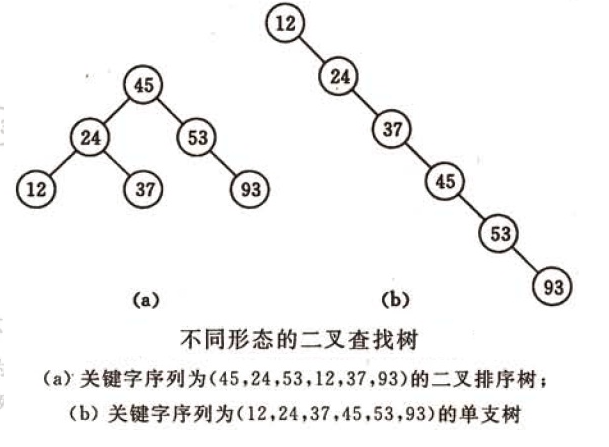 12
24
45
37
24
53
45
12
37
93
53
93
(a)
(b)
不同形态的二叉查找树
(a) 关键字序列为(45,24,53,12,37,93)的二叉排序树;
(b) 关键字序列为(12,24,37,45,53,93)的单支树